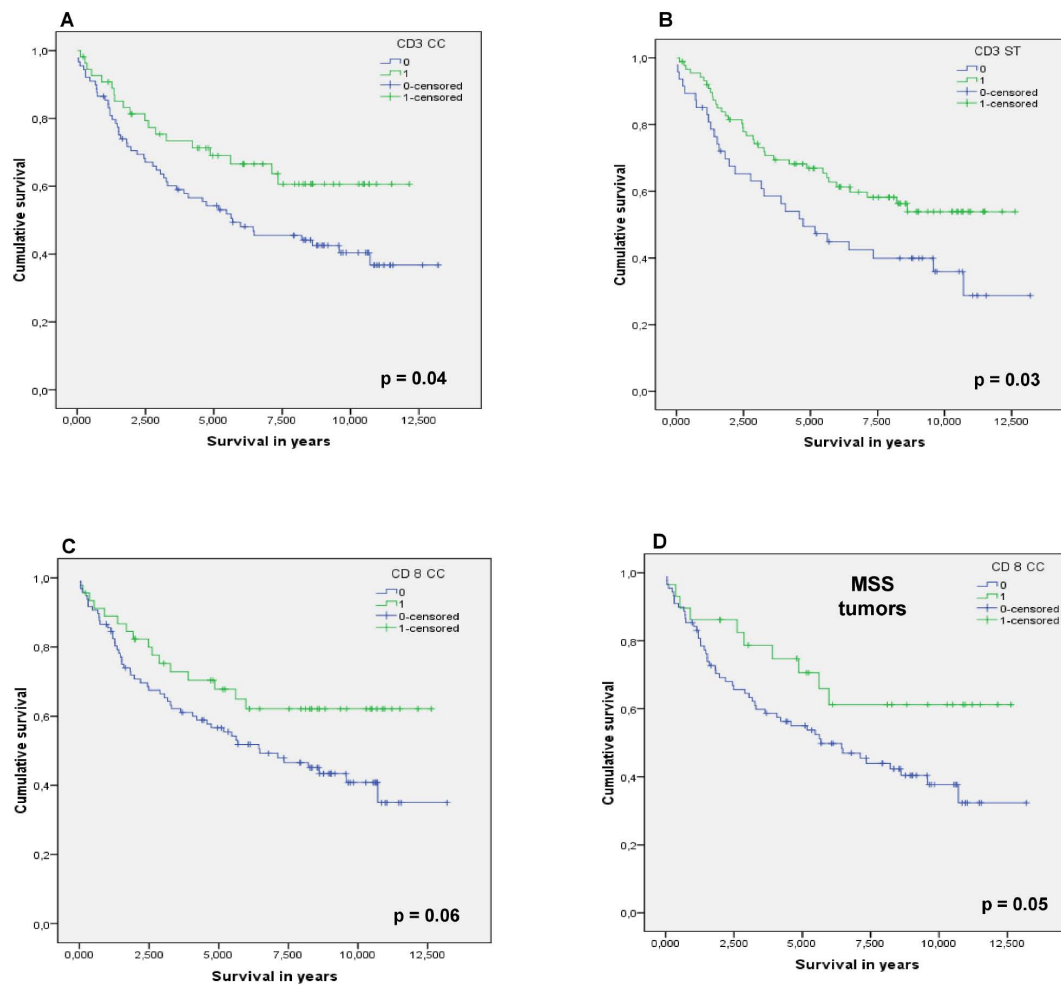 A
CD3 CC
0
1
0-censored
1-censored
1,0
0,8
0,6
0,4
0,2
0,0
Cumulative survival
p = 0.04
0,000 2,500 5,000 7,500 10,000 12,500
Survival in years
B
CD3 ST
0
1
0-censored
1-censored
1,0
0,8
0,6
0,4
0,2
0,0
Cumulative survival
p = 0.03
0,000 2,500 5,000 7,500 10,000 12,500
Survival in years
C
CD 8 CC
0
1
0-censored
1-censored
1,0
0,8
0,6
0,4
0,2
0,0
Cumulative survival
p = 0.06
0,000 2,500 5,000 7,500 10,000 12,500
Survival in years
D
MSS
tumors
CD 8 CC
0
1
0-censored
1-censored
1,0
0,8
0,6
0,4
0,2
0,0
Cumulative survival
p = 0.05
0,000 2,500 5,000 7,500 10,000 12,500
Survival in years